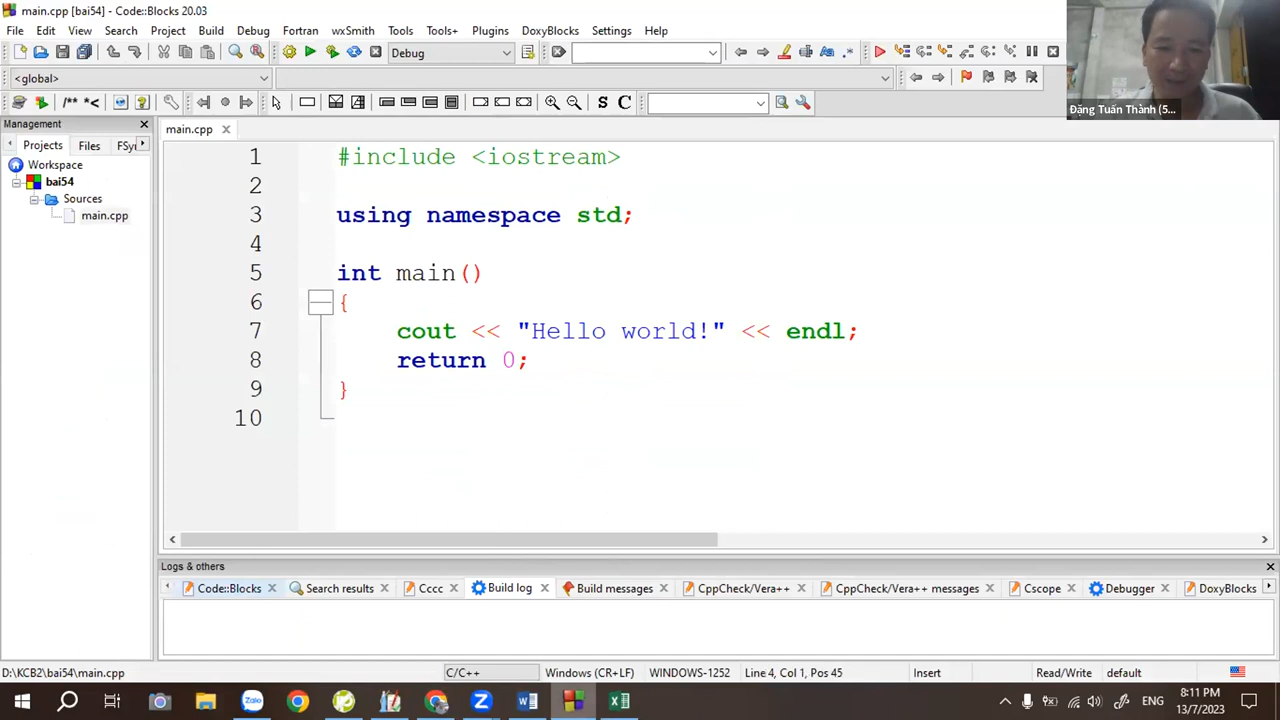 main.cpp [bai54] - Code::Blocks 20.03
File Edit View Search Project Build Debug Fortran wxSmith Tools Tools+ Plugins DoxyBlocks Settings Help
Debug
<global>
/** *<
S C
Đặng Tuấn Thành (5...
Management
Projects Files FSy
Workspace
bai54
Sources
main.cpp
main.cpp
1 #include <iostream>
2
3 using namespace std;
4
5 int main()
6 {
7 cout << "Hello world!" << endl;
8 return 0;
9 }
10
Logs & others
Code::Blocks Search results Cccc Build log Build messages CppCheck/Vera++ CppCheck/Vera++ messages Cscope Debugger DoxyBlocks
D:\KCB2\bai54\main.cpp C/C++ Windows (CR+LF) WINDOWS-1252 Line 4, Col 1, Pos 45 Insert Read/Write default
Zalo
ENG
8:11 PM
13/7/2023